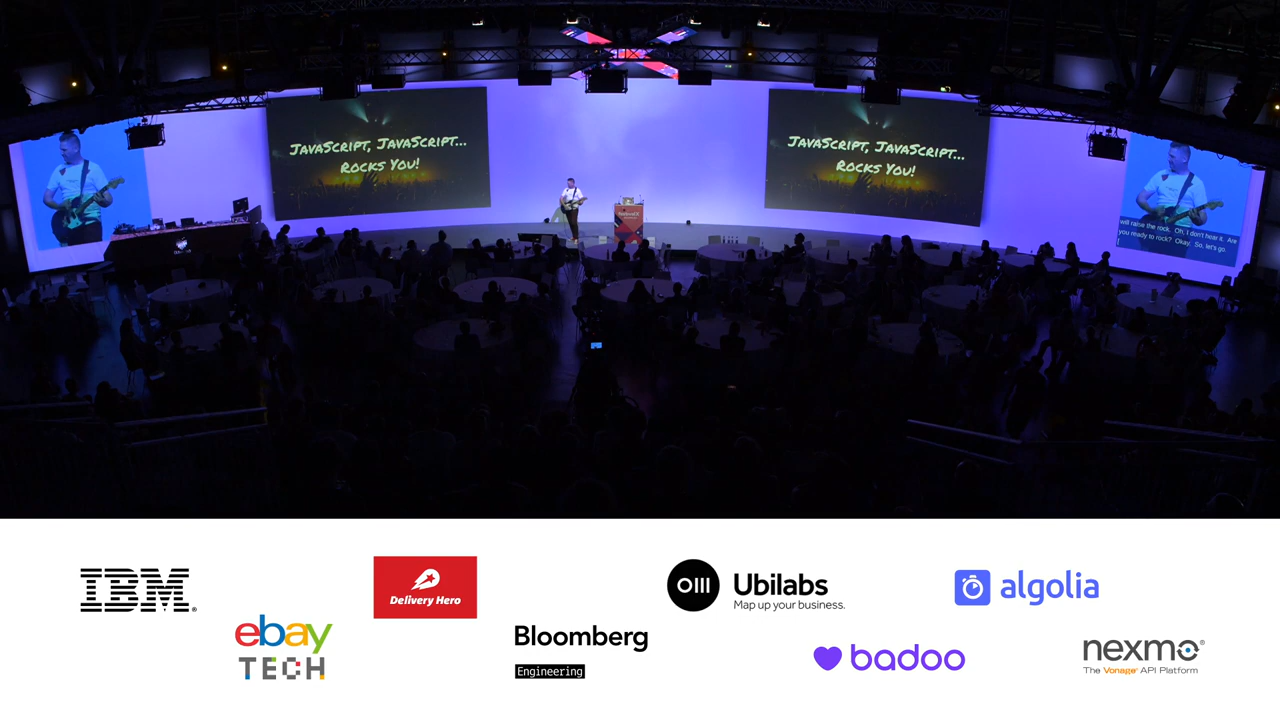 JavaScript, JavaScript...
Rocks You!
JavaScript, JavaScript...
Rocks You!
will raise the rock. Oh, I don't hear it. Are
you ready to rock? Okay. So, let's go.
IBM®
ebay
TECH
Delivery Hero
Bloomberg
Engineering
Ubilabs
Map up your business.
badoo
algolia
nexmo®
The Vonage® API Platform